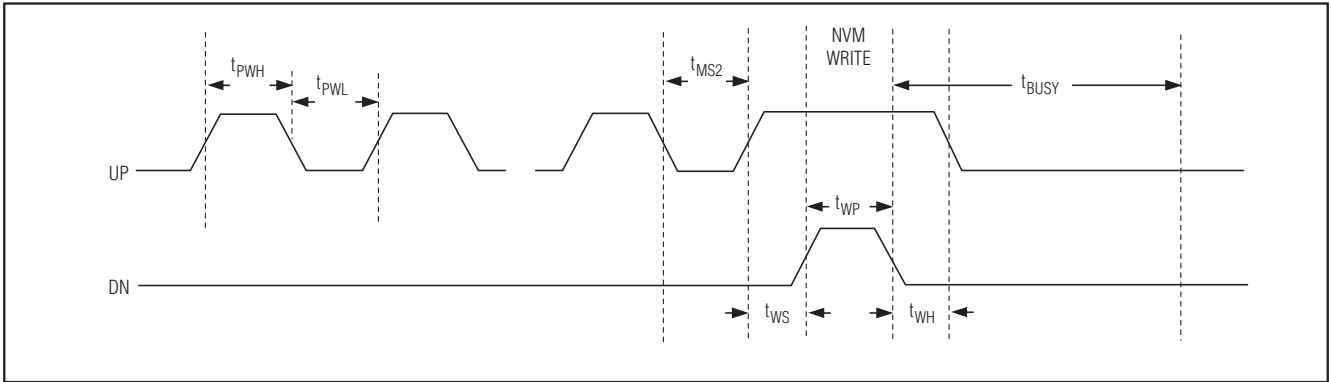 NVM
WRITE
tPWH
tPWL
tMS2
tBUSY
UP
tWP
DN
tWS
tWH